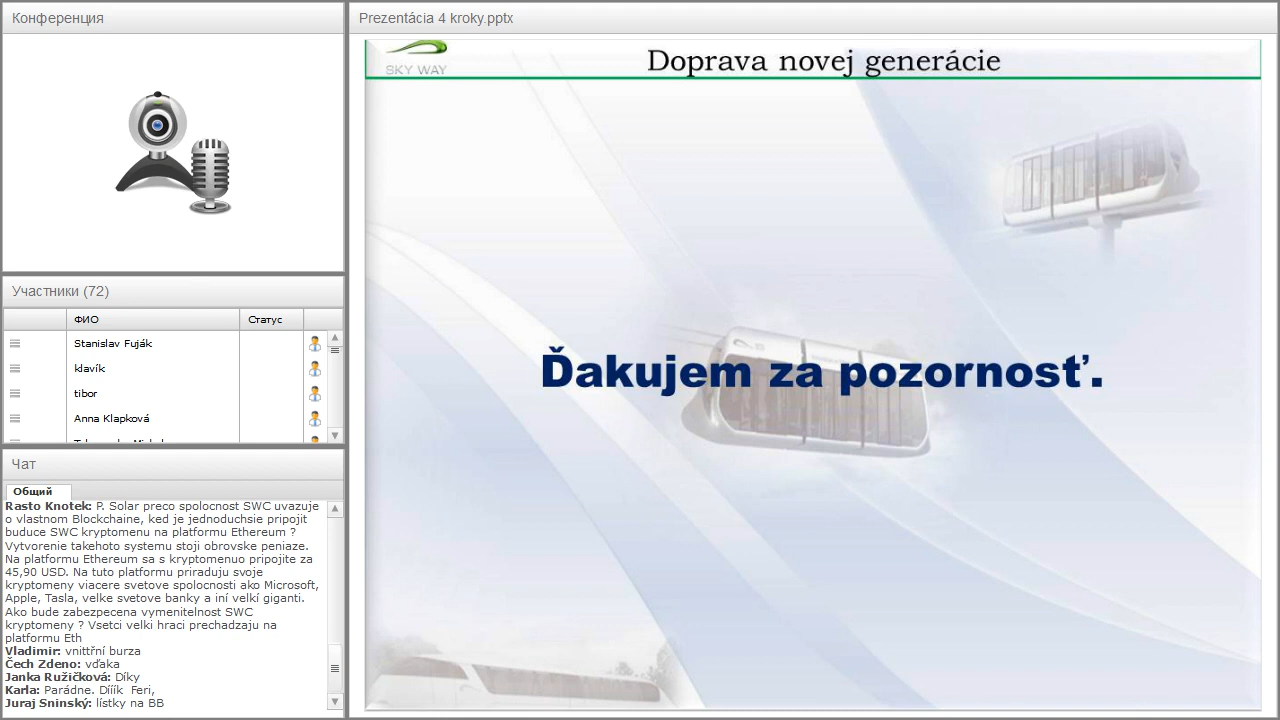 Конференция
Участники (72)
ФИО Статус
Stanislav Fuják
klavík
tibor
Anna Klapková
Чат
Общий
Rasto Knotek: P. Solar preco spolocnost SWC uvazuje
o vlastnom Blockchaine, ked je jednoduchsie pripojit
buduce SWC kryptomenu na platformu Ethereum ?
Vytvorenie takehoto systemu stoji obrovske peniaze.
Na platformu Ethereum sa s kryptomenuo pripojite za
45,90 USD. Na tuto platformu priraduju svoje
kryptomeny viacere svetove spolocnosti ako Microsoft,
Apple, Tasla, velke svetove banky a iní velkí giganti.
Ako bude zabezpecena vymenitelnost SWC
kryptomeny ? Vsetci velki hraci prechadzaju na
platformu Eth
Vladimir: vnittřní burza
Čech Zdeno: vďaka
Janka Ružičková: Díky
Karla: Parádne. Dííík Feri,
Juraj Sninský: lístky na BB
Prezentácia 4 kroky.pptx
SKY WAY
Doprava novej generácie
Ďakujem za pozornosť.